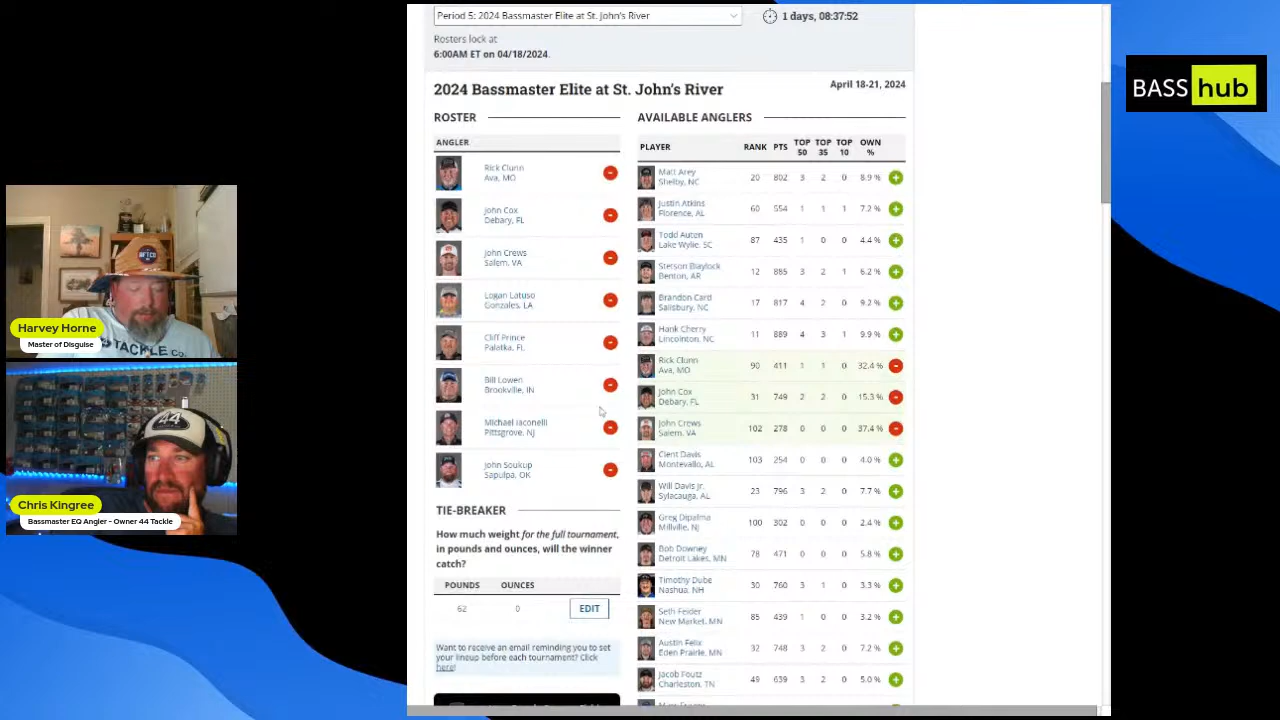 Period 5: 2024 Bassmaster Elite at St. John's River
1 days, 08:37:52
Rosters lock at
6:00AM ET on 04/18/2024.
2024 Bassmaster Elite at St. John's River
April 18-21, 2024
ROSTER
ANGLER
Rick Clunn
Ava, MO
John Cox
Debary, FL
John Crews
Salem, VA
Logan Latuso
Gonzales, LA
Cliff Prince
Palatka, FL
Bill Lowen
Brookville, IN
Michael Iaconelli
Pittsgrove, NJ
John Soukup
Sapulpa, OK
TIE-BREAKER
How much weight for the full tournament,
in pounds and ounces, will the winner
catch?
POUNDS OUNCES
62 0 EDIT
Want to receive an email reminding you to set
your lineup before each tournament? Click
here!
AVAILABLE ANGLERS
PLAYER RANK PTS TOP 50 TOP 35 TOP 10 OWN %
Matt Arey
Shelby, NC 20 802 3 2 0 8.9 %
Justin Atkins
Florence, AL 60 554 1 1 1 7.2 %
Todd Auten
Lake Wylie, SC 87 435 1 0 0 4.4 %
Stetson Blaylock
Benton, AR 12 885 3 2 1 6.2 %
Brandon Card
Salisbury, NC 17 817 4 2 0 9.2 %
Hank Cherry
Lincolnton, NC 11 889 4 3 1 9.9 %
Rick Clunn
Ava, MO 90 411 1 1 0 32.4 %
John Cox
Debary, FL 31 749 2 2 0 15.3 %
John Crews
Salem, VA 102 278 0 0 0 37.4 %
Clent Davis
Montevallo, AL 103 254 0 0 0 4.0 %
Will Davis Jr.
Sylacauga, AL 23 796 3 2 0 7.7 %
Greg Dipalma
Millville, NJ 100 302 0 0 0 2.4 %
Bob Downey
Detroit Lakes, MN 78 471 0 0 0 5.8 %
Timothy Dube
Nashua, NH 30 760 3 1 0 3.3 %
Seth Feider
New Market, MN 85 439 1 0 0 3.2 %
Austin Felix
Eden Prairie, MN 32 748 3 2 0 7.2 %
Jacob Foutz
Charleston, TN 49 639 3 2 0 5.0 %
BASS hub
AFTCO
TACKLE CO.
Harvey Horne
Master of Disguise
44
Chris Kingree
Bassmaster EQ Angler - Owner 44 Tackle